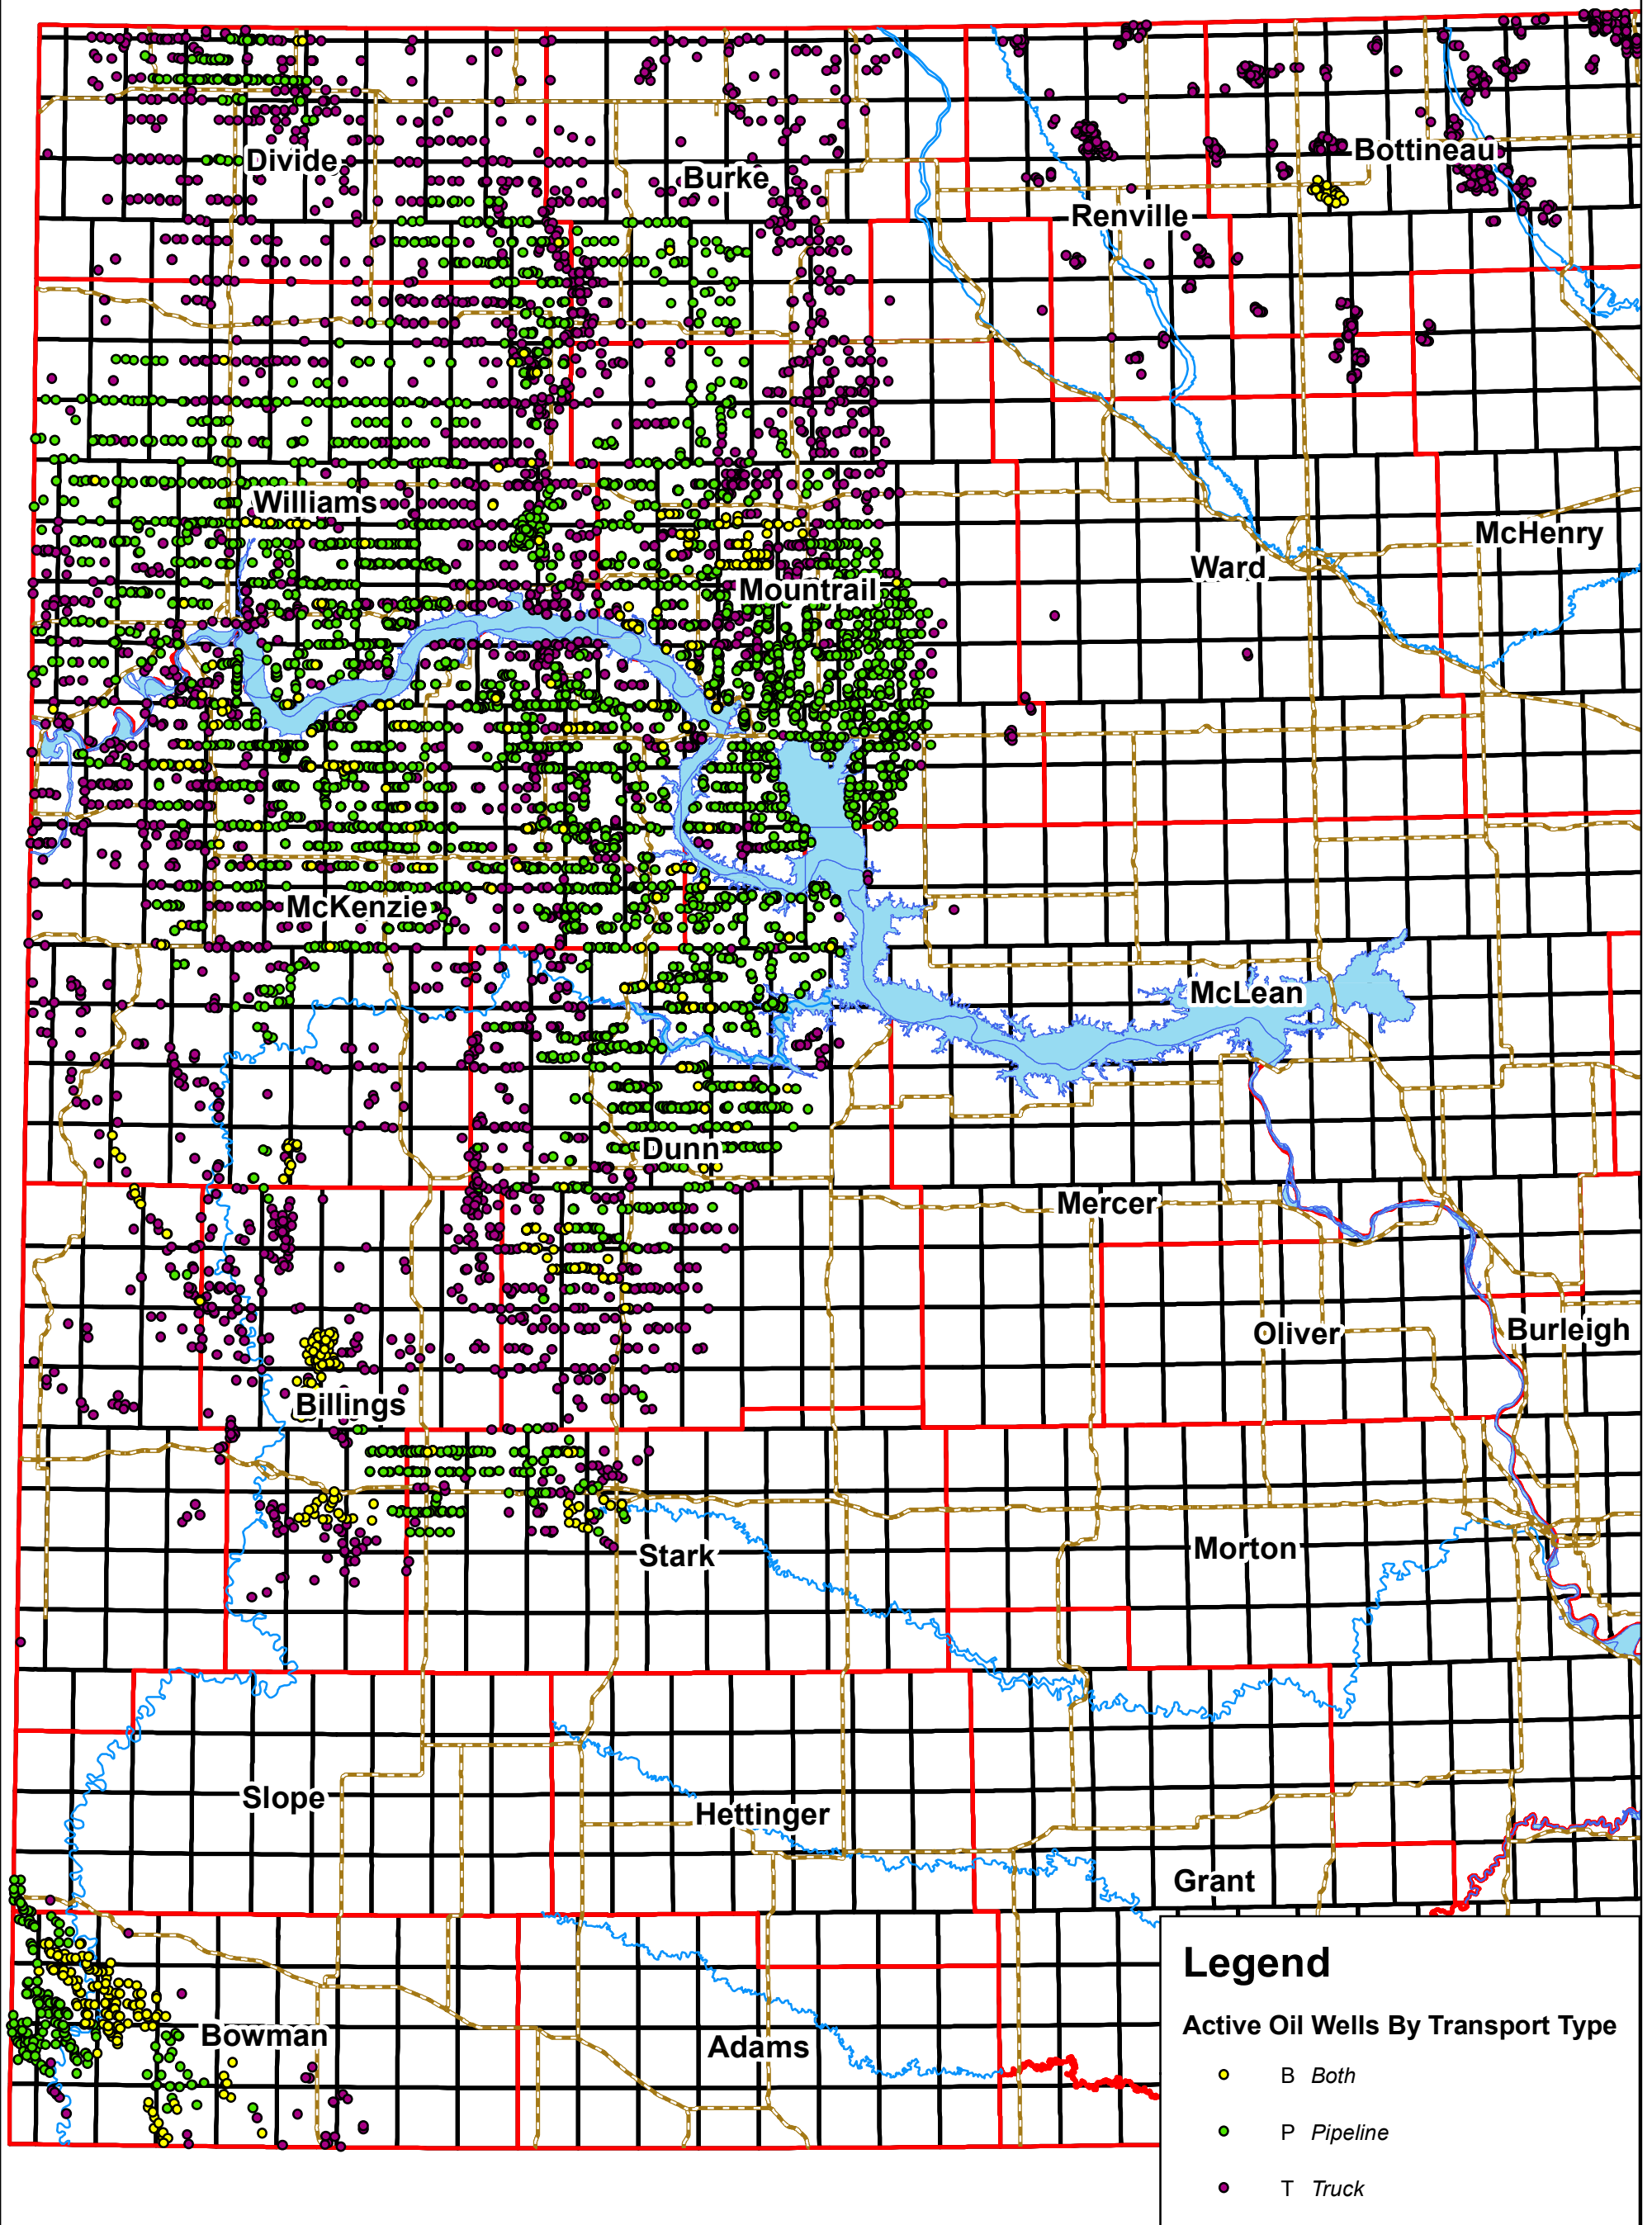 Divide
Burke
Bottineau
Renville
Williams
McHenry
Ward
Mountrail
McKenzie
McLean
Dunn
Mercer
Oliver
Burleigh
Billings
Stark
Morton
Slope
Hettinger
Grant
Bowman
Adams
Legend
Active Oil Wells By Transport Type
B Both
P Pipeline
T Truck